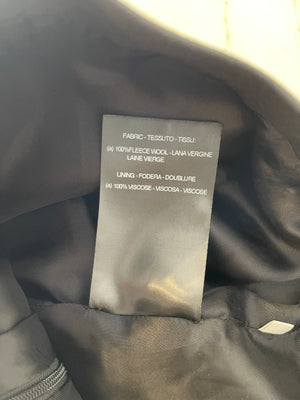 FABRIC - TESSUTO - TISSU:
(a) 100%FLEECE WOOL - LANA VERGINE
LAINE VIERGE
LINING - FODERA - DOUBLURE
(a) 100% VISCOSE - VISCOSA - VISCOSE